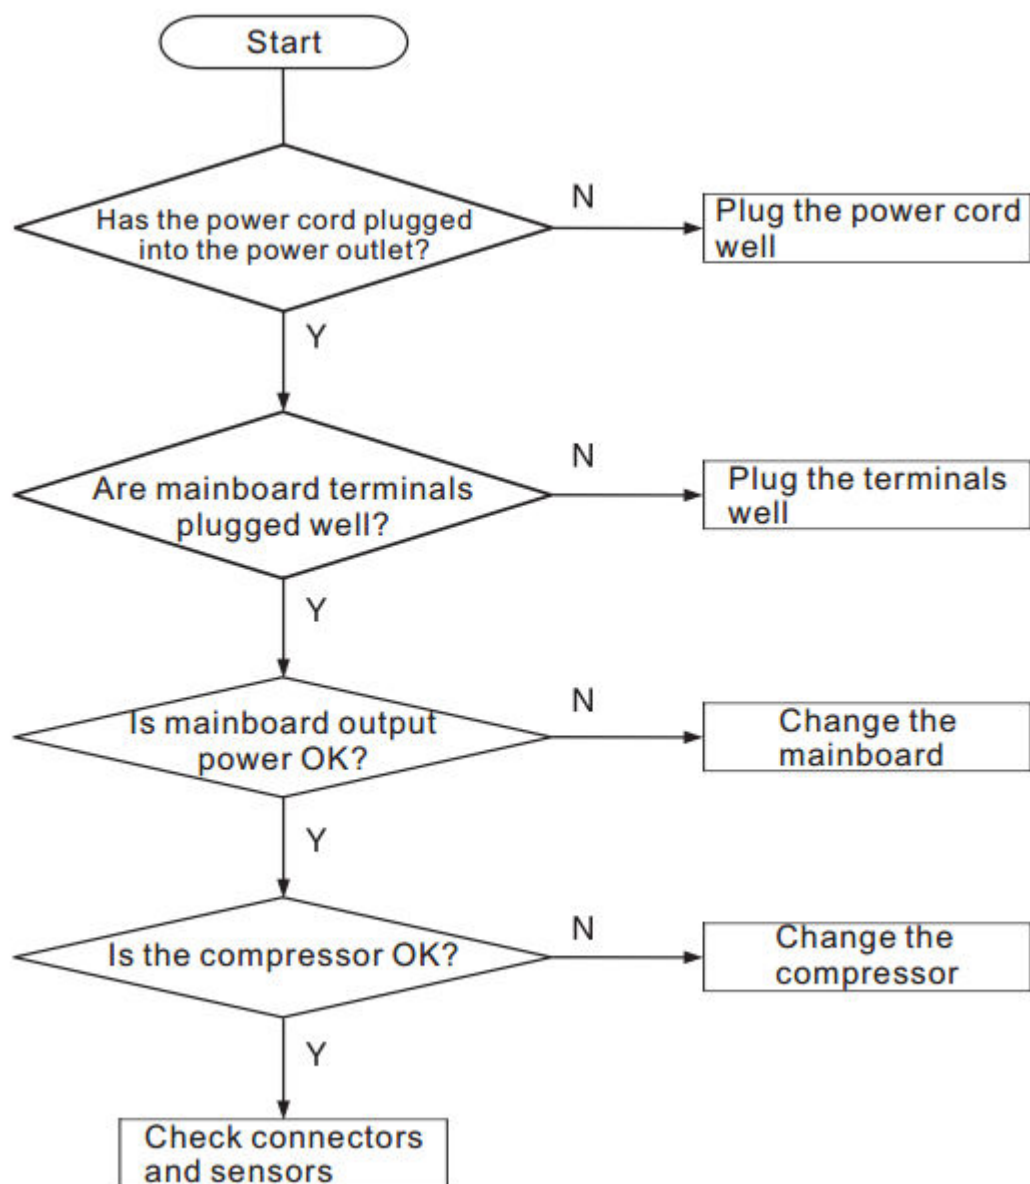 Start
Has the power cord plugged
into the power outlet?
N
Plug the power cord
well
Y
Are mainboard terminals
plugged well?
N
Plug the terminals
well
Y
Is mainboard output
power OK?
N
Change the
mainboard
Y
Is the compressor OK?
N
Change the
compressor
Y
Check connectors
and sensors